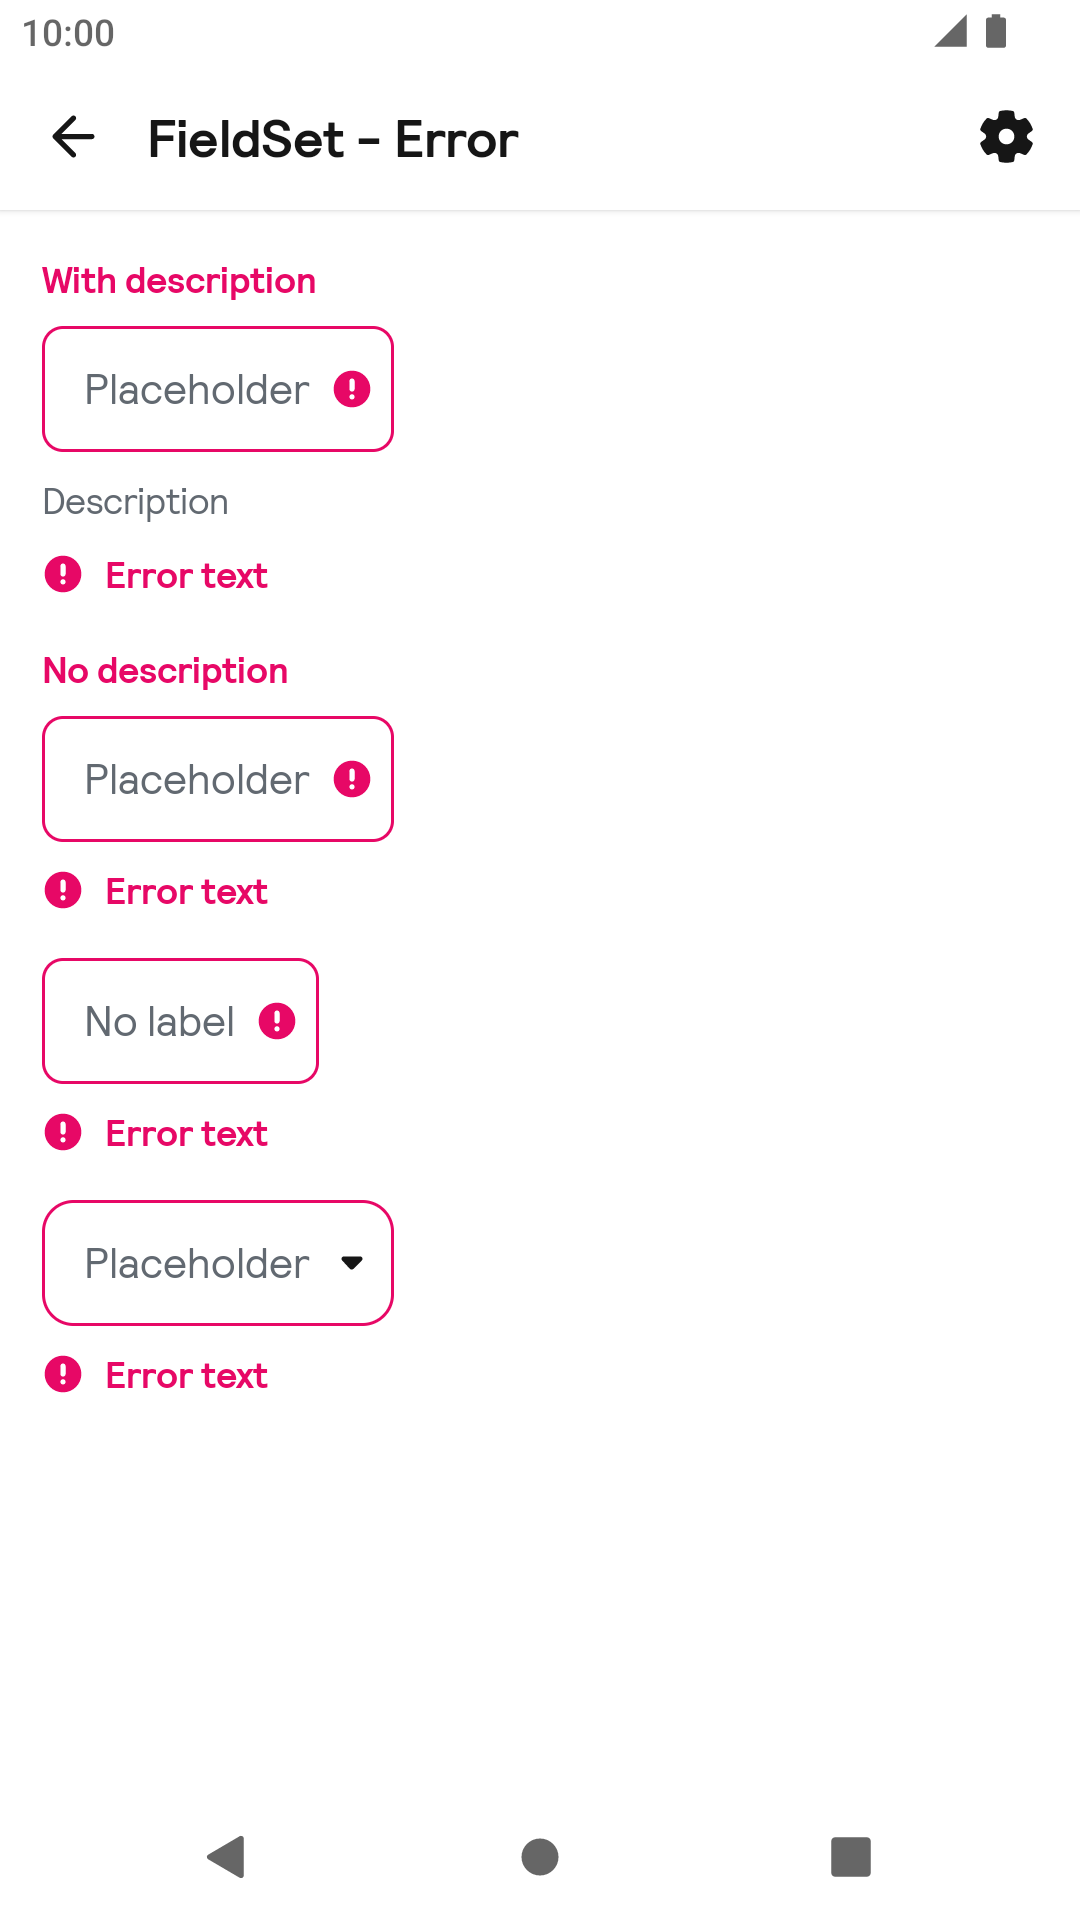 10:00
FieldSet - Error
With description
Placeholder
Description
Error text
No description
Placeholder
Error text
No label
Error text
Placeholder
Error text